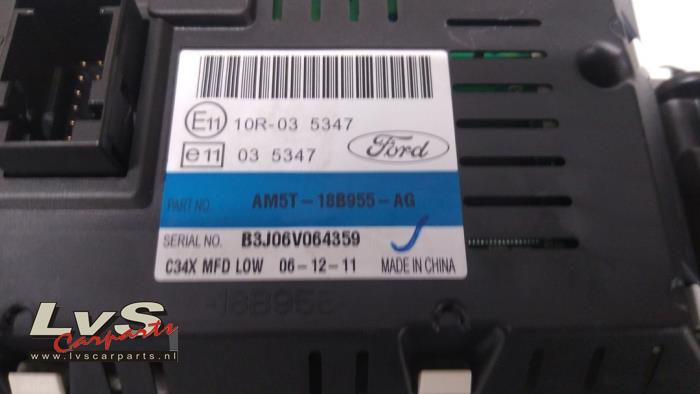 E11 10R-03 5347
e11 03 5347
Ford
PART NO. AM5T-18B955-AG
SERIAL NO. B3J06V064359
C34X MFD LOW 06-12-11 MADE IN CHINA
-18B955-
LvS
Carparts
www.lvscarparts.nl